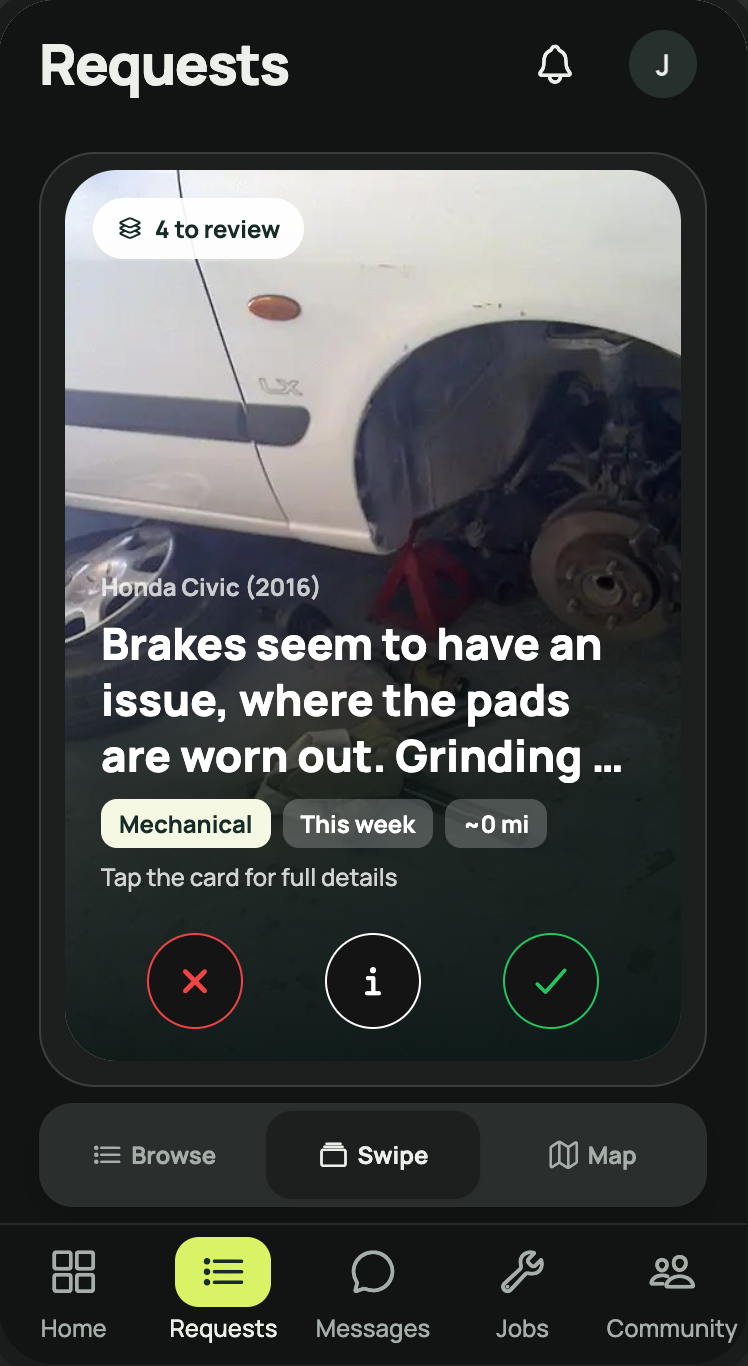 Requests
J
4 to review
LX
Honda Civic (2016)
Brakes seem to have an
issue, where the pads
are worn out. Grinding ...
Mechanical This week ~0 mi
Tap the card for full details
Browse Swipe Map
Home Requests Messages Jobs Community